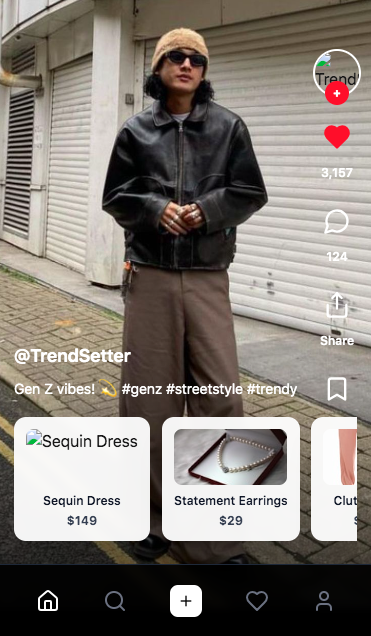 Trend
3,157
124
Share
@TrendSetter
Gen Z vibes! 💫 #genz #streetstyle #trendy
Sequin Dress
Sequin Dress
$149
Statement Earrings
$29
Clut